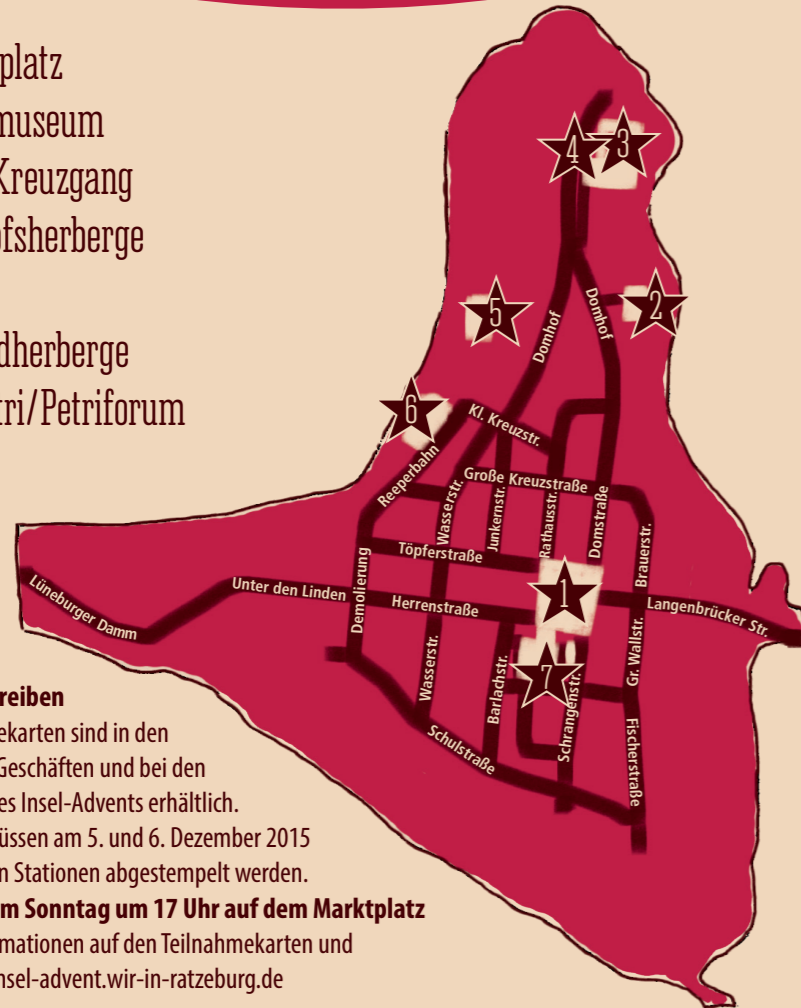 platz
museum
Kreuzgang
ofsherberge
dherberge
tri/Petriforum
4
3
2
5
6
1
7
Domhof
Domhof
Kl. Kreuzstr.
Reeperbahn
Große Kreuzstraße
Wasserstr.
Junkernstr.
Rathausstr.
Domstraße
Brauerstr.
Töpferstraße
Demolierung
Unter den Linden
Herrenstraße
Langenbrücker Str.
Lüneburger Damm
Wasserstr.
Barlachstr.
Schrangenstr.
Gr. Wallstr.
Schulstraße
Fischerstraße
reiben
ekarten sind in den
Geschäften und bei den
es Insel-Advents erhältlich.
üssen am 5. und 6. Dezember 2015
n Stationen abgestempelt werden.
m Sonntag um 17 Uhr auf dem Marktplatz
rmationen auf den Teilnahmekarten und
nsel-advent.wir-in-ratzeburg.de